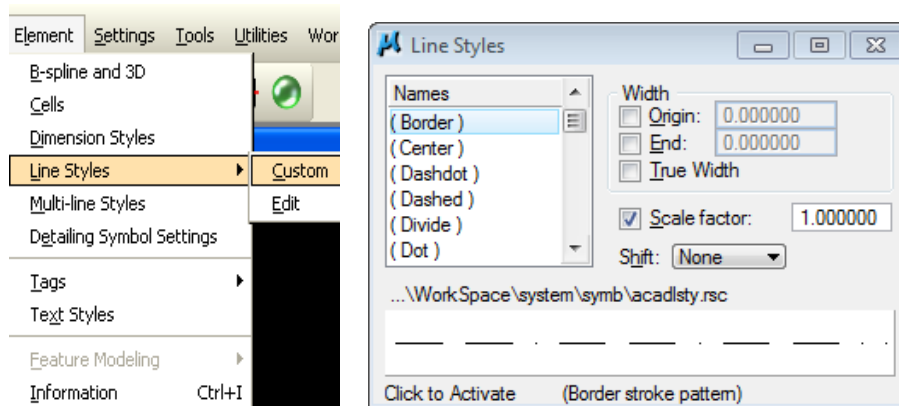 Element Settings Tools Utilities Wor
B-spline and 3D
Cells
Dimension Styles
Line Styles
Custom
Multi-line Styles
Edit
Detailing Symbol Settings
Tags
Text Styles
Feature Modeling
Information Ctrl+I
Line Styles
Names
( Border )
( Center )
( Dashdot )
( Dashed )
( Divide )
( Dot )
Width
Origin: 0.000000
End: 0.000000
True Width
Scale factor: 1.000000
Shift: None
...\WorkSpace\system\symb\acadlsty.rsc
Click to Activate (Border stroke pattern)